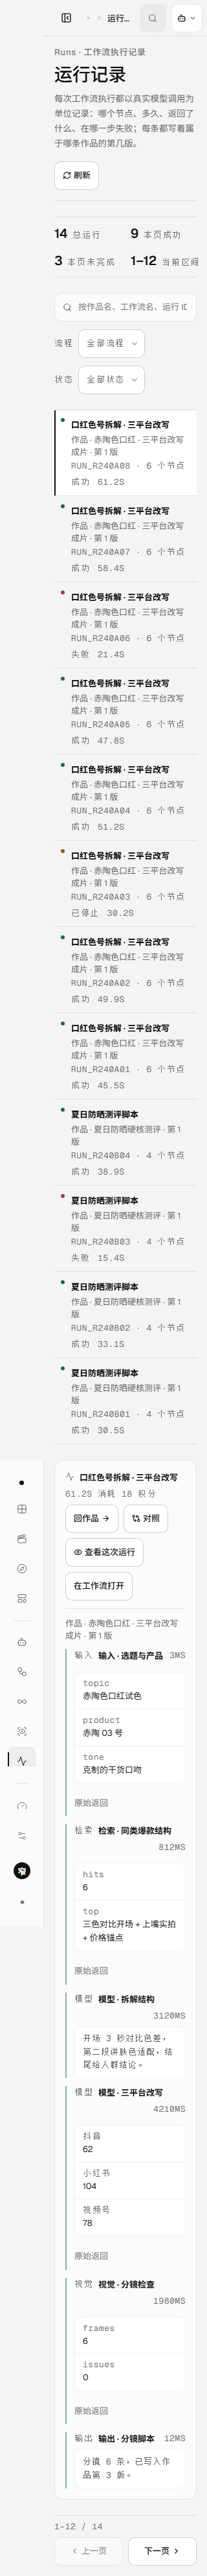 运行...
Runs · 工作流执行记录
运行记录
每次工作流执行都以真实模型调用为
单位记录：哪个节点、多久、返回了
什么、在哪一步失败；每条都写着属
于哪条作品的第几版。
刷新
14 总运行
9 本页成功
3 本页未完成
1–12 当前区间
按作品名、工作流名、运行 ID
流程 全部流程
状态 全部状态
口红色号拆解 · 三平台改写
作品 · 赤陶色口红 · 三平台改写
成片 · 第 1 版
RUN_R240A08 · 6 个节点
成功 61.2S
口红色号拆解 · 三平台改写
作品 · 赤陶色口红 · 三平台改写
成片 · 第 1 版
RUN_R240A07 · 6 个节点
成功 58.4S
口红色号拆解 · 三平台改写
作品 · 赤陶色口红 · 三平台改写
成片 · 第 1 版
RUN_R240A06 · 6 个节点
失败 21.4S
口红色号拆解 · 三平台改写
作品 · 赤陶色口红 · 三平台改写
成片 · 第 1 版
RUN_R240A05 · 6 个节点
成功 47.8S
口红色号拆解 · 三平台改写
作品 · 赤陶色口红 · 三平台改写
成片 · 第 1 版
RUN_R240A04 · 6 个节点
成功 51.2S
口红色号拆解 · 三平台改写
作品 · 赤陶色口红 · 三平台改写
成片 · 第 1 版
RUN_R240A03 · 6 个节点
已停止 30.2S
口红色号拆解 · 三平台改写
作品 · 赤陶色口红 · 三平台改写
成片 · 第 1 版
RUN_R240A02 · 6 个节点
成功 49.9S
口红色号拆解 · 三平台改写
作品 · 赤陶色口红 · 三平台改写
成片 · 第 1 版
RUN_R240A01 · 6 个节点
成功 45.5S
夏日防晒测评脚本
作品 · 夏日防晒硬核测评 · 第 1
版
RUN_R240B04 · 4 个节点
成功 38.9S
夏日防晒测评脚本
作品 · 夏日防晒硬核测评 · 第 1
版
RUN_R240B03 · 4 个节点
失败 15.4S
夏日防晒测评脚本
作品 · 夏日防晒硬核测评 · 第 1
版
RUN_R240B02 · 4 个节点
成功 33.1S
夏日防晒测评脚本
作品 · 夏日防晒硬核测评 · 第 1
版
RUN_R240B01 · 4 个节点
成功 30.5S
口红色号拆解 · 三平台改写
61.2S 消耗 18 积分
回作品 →
对照
查看这次运行
在工作流打开
作品 · 赤陶色口红 · 三平台改写
成片 · 第 1 版
输入 输入 · 选题与产品 3MS
topic
赤陶色口红试色
product
赤陶 03 号
tone
克制的干货口吻
原始返回
检索 检索 · 同类爆款结构
812MS
hits
6
top
三色对比开场 + 上嘴实拍
+ 价格锚点
原始返回
模型 模型 · 拆解结构
3120MS
开场 3 秒对比色差，
第二段讲肤色适配，结
尾给人群结论。
模型 模型 · 三平台改写
4210MS
抖音
62
小红书
104
视频号
78
原始返回
视觉 视觉 · 分镜检查
1980MS
frames
6
issues
0
原始返回
输出 输出 · 分镜脚本 12MS
分镜 6 条，已写入作
品第 3 版。
1–12 / 14
上一页
下一页